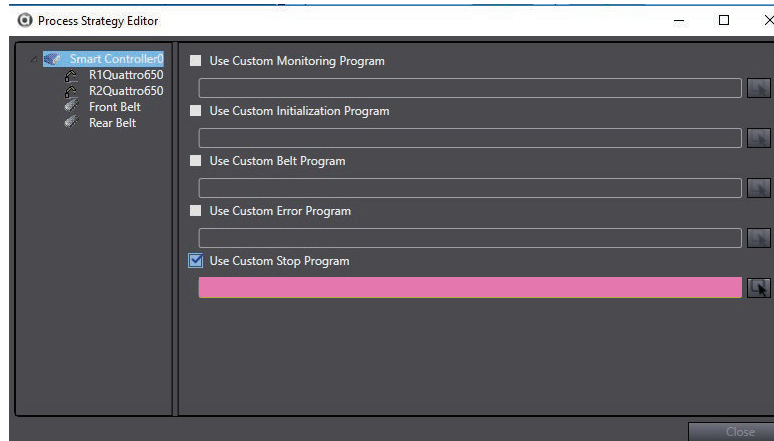 Process Strategy Editor
Smart Controller0
R1Quattro650
R2Quattro650
Front Belt
Rear Belt
Use Custom Monitoring Program
Use Custom Initialization Program
Use Custom Belt Program
Use Custom Error Program
Use Custom Stop Program
Close